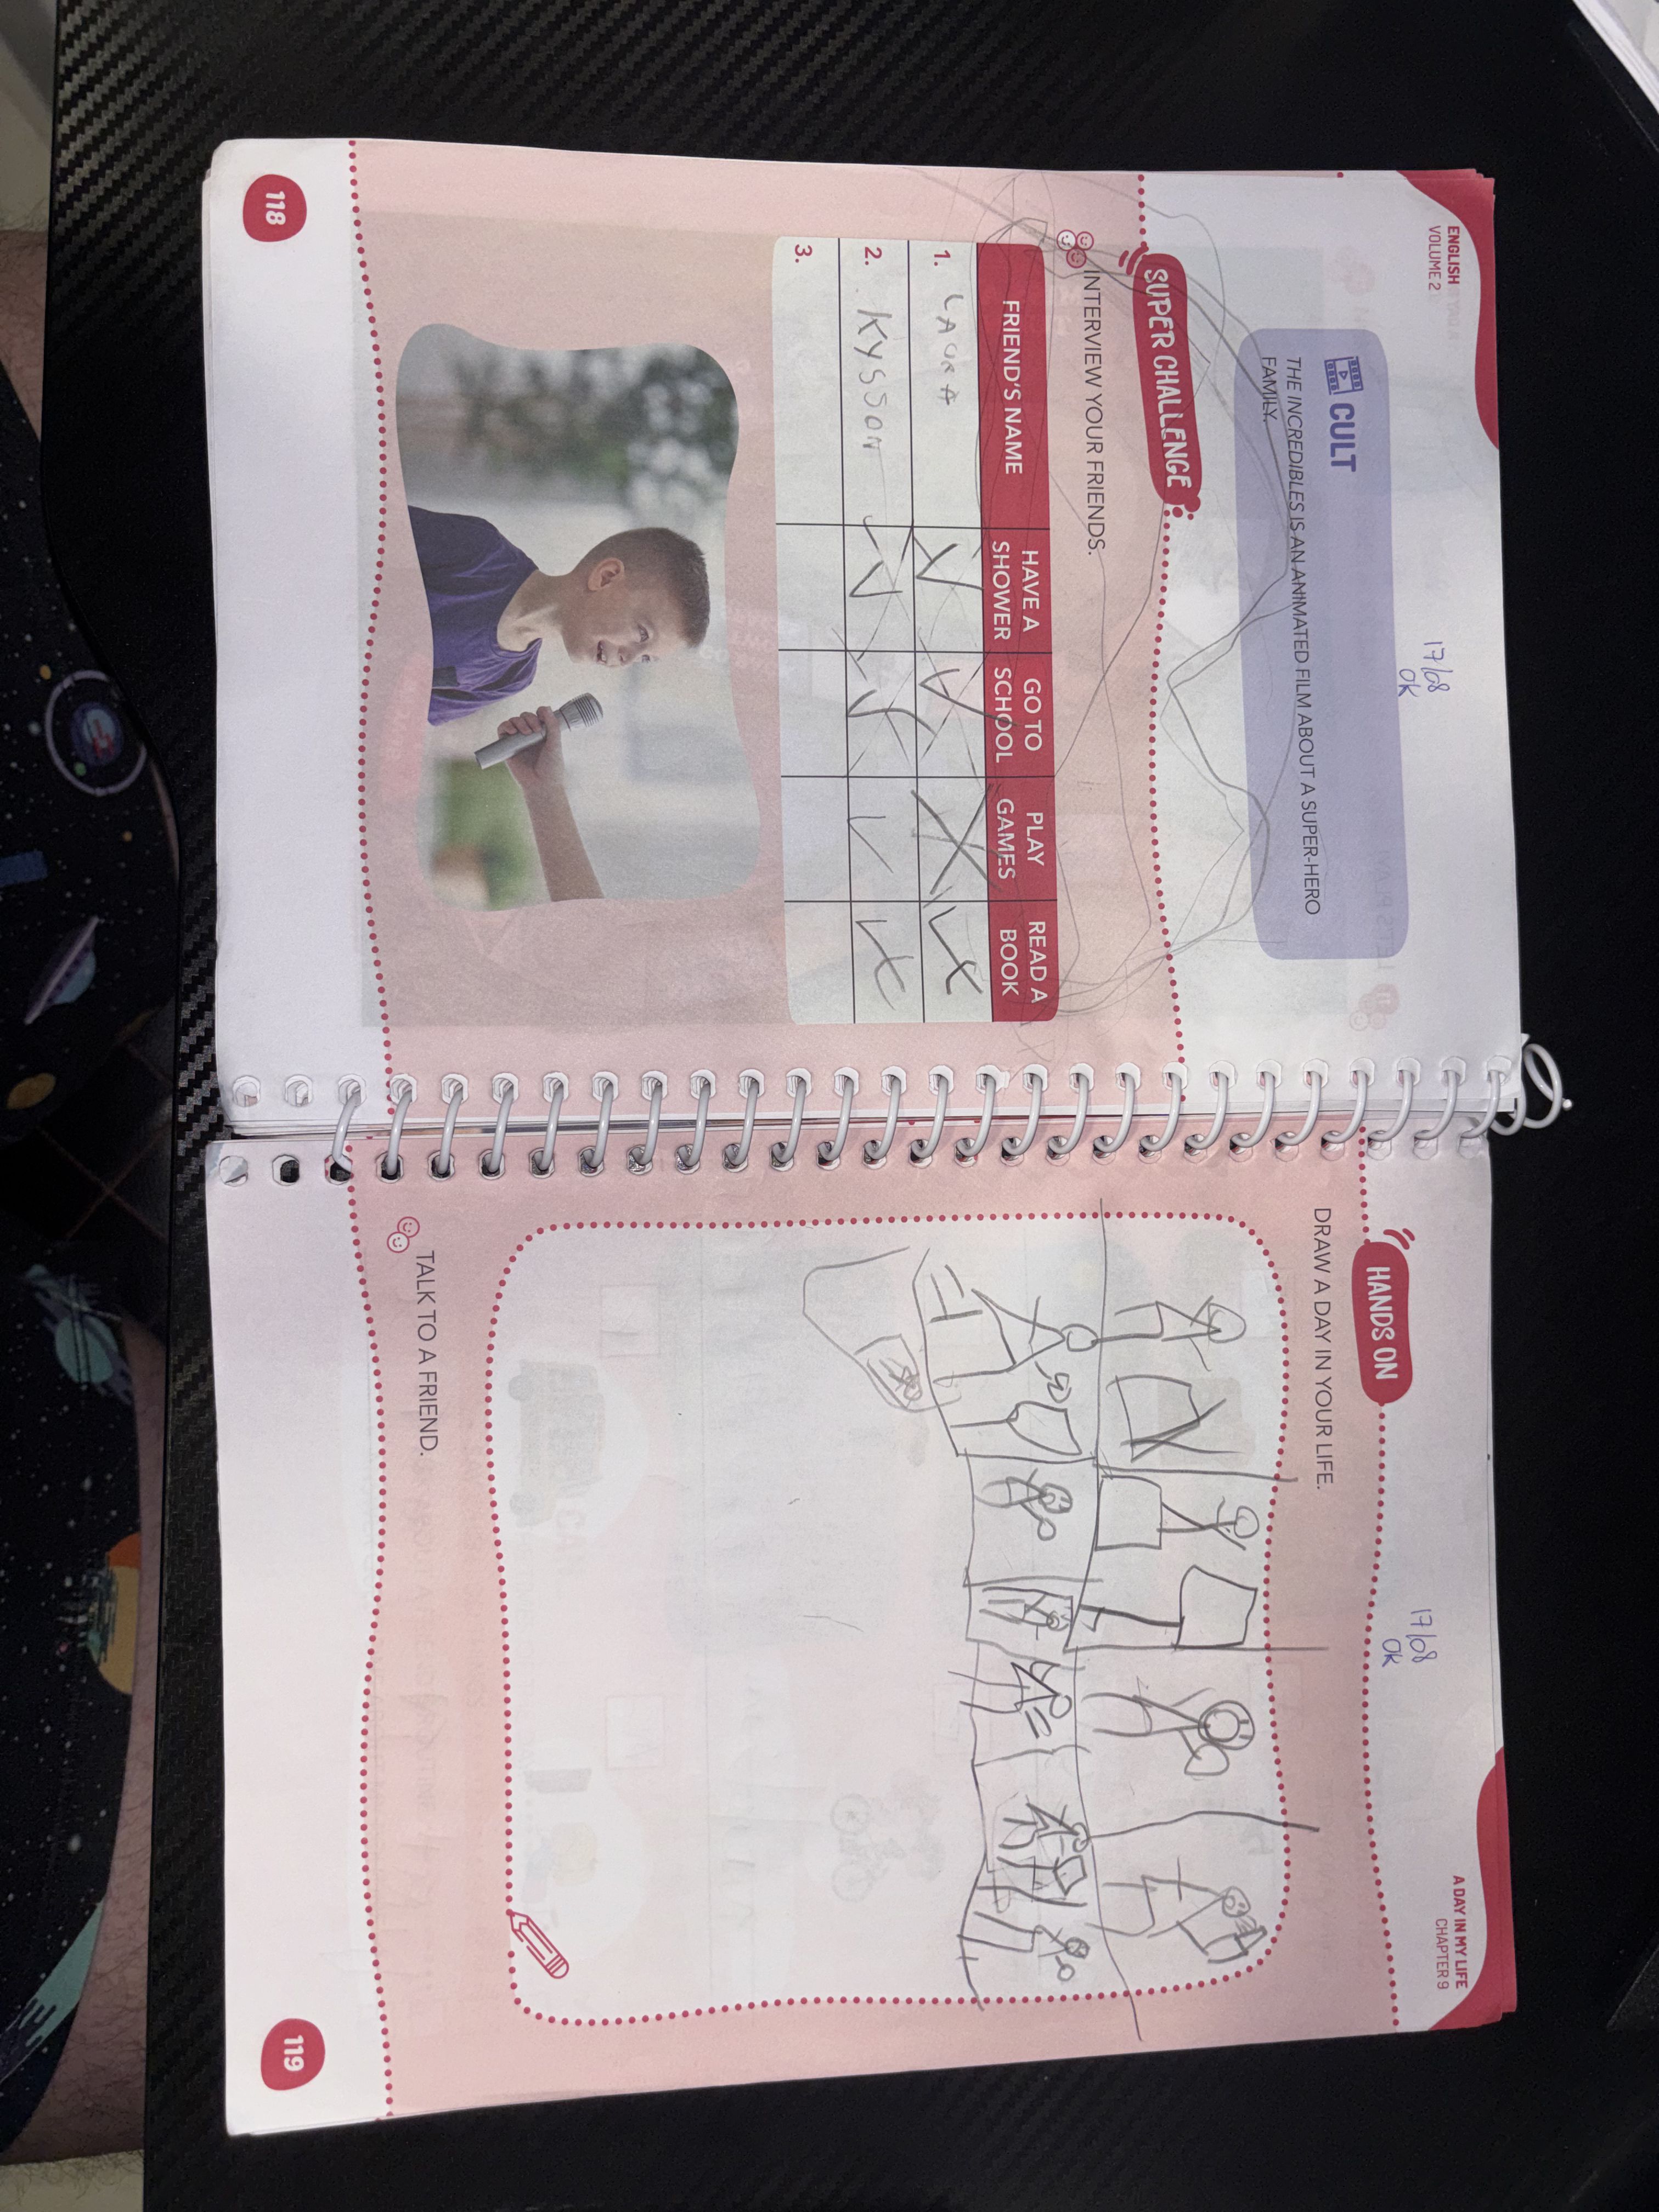 ENGLISH
VOLUME 2
17/08
OK
CULT
THE INCREDIBLES IS AN ANIMATED FILM ABOUT A SUPER-HERO
FAMILY.
SUPER CHALLENGE
INTERVIEW YOUR FRIENDS.
FRIEND'S NAME HAVE A SHOWER GO TO SCHOOL PLAY GAMES READ A BOOK
1. LAURA
2. KYSSON
3.
118
A DAY IN MY LIFE
CHAPTER 9
17/08
OK
HANDS ON
DRAW A DAY IN YOUR LIFE.
TALK TO A FRIEND.
119